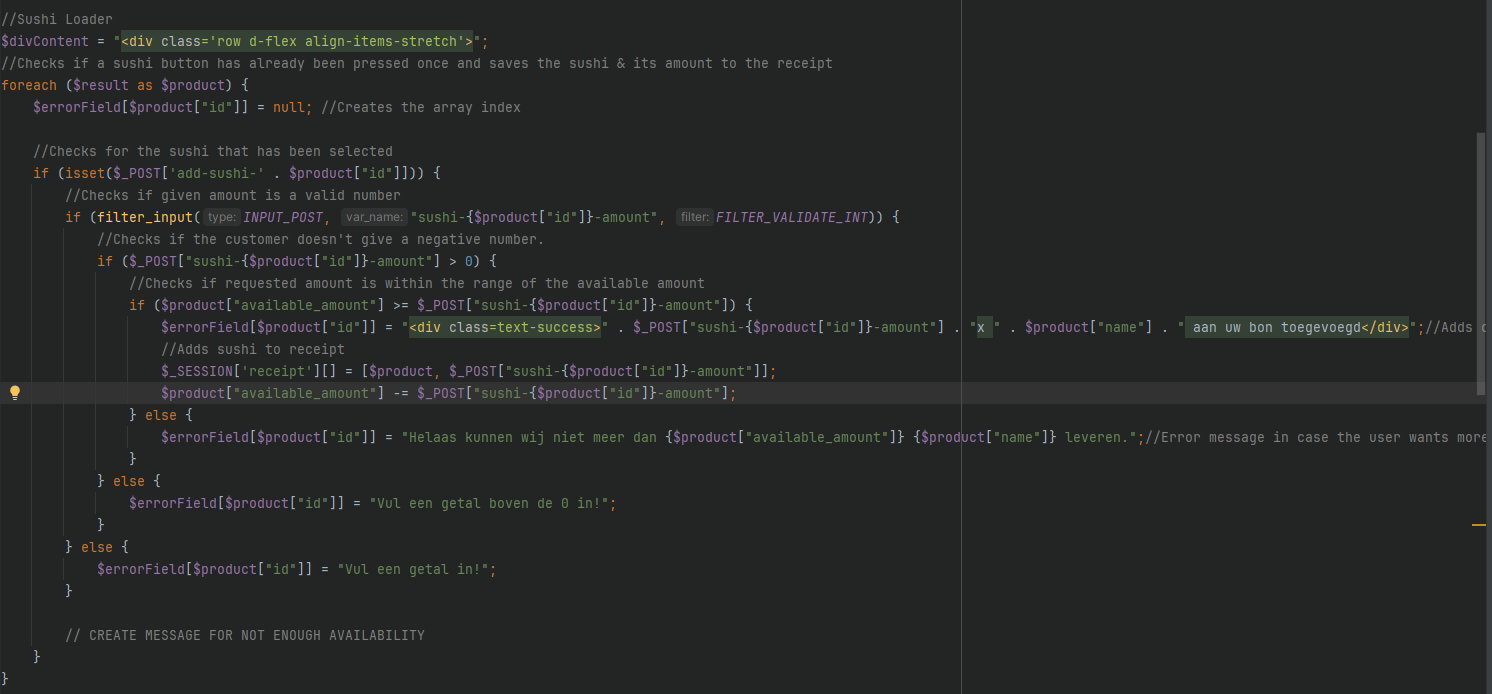 //Sushi Loader
$divContent = "<div class='row d-flex align-items-stretch'>";
//Checks if a sushi button has already been pressed once and saves the sushi & its amount to the receipt
foreach ($result as $product) {
    $errorField[$product["id"]] = null; //Creates the array index
    //Checks for the sushi that has been selected
    if (isset($_POST['add-sushi-' . $product["id"]])) {
        //Checks if given amount is a valid number
        if (filter_input( type: INPUT_POST, var_name: "sushi-{$product["id"]}-amount", filter: FILTER_VALIDATE_INT)) {
            //Checks if the customer doesn't give a negative number.
            if ($_POST["sushi-{$product["id"]}-amount"] > 0) {
                //Checks if requested amount is within the range of the available amount
                if ($product["available_amount"] >= $_POST["sushi-{$product["id"]}-amount"]) {
                    $errorField[$product["id"]] = "<div class=text-success>" . $_POST["sushi-{$product["id"]}-amount"] . "x " . $product["name"] . " aan uw bon toegevoegd</div>";//Adds
                    //Adds sushi to receipt
                    $_SESSION['receipt'][] = [$product, $_POST["sushi-{$product["id"]}-amount"]];
                    $product["available_amount"] -= $_POST["sushi-{$product["id"]}-amount"];
                } else {
                    $errorField[$product["id"]] = "Helaas kunnen wij niet meer dan {$product["available_amount"]} {$product["name"]} leveren.";//Error message in case the user wants more
                }
            } else {
                $errorField[$product["id"]] = "Vul een getal boven de 0 in!";
            }
        } else {
            $errorField[$product["id"]] = "Vul een getal in!";
        }
        // CREATE MESSAGE FOR NOT ENOUGH AVAILABILITY
    }
}